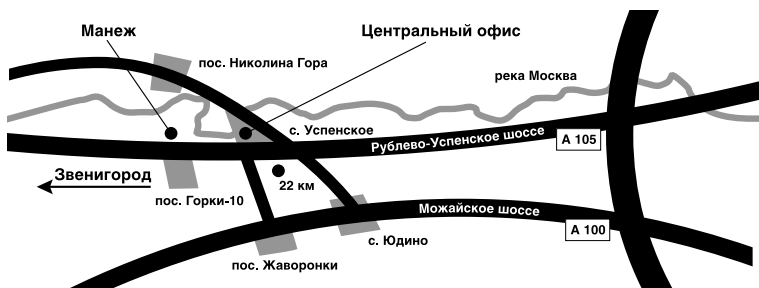 Манеж
Центральный офис
пос. Николина Гора
река Москва
с. Успенское
Рублево-Успенское шоссе
А 105
Звенигород
22 км
пос. Горки-10
Можайское шоссе
А 100
с. Юдино
пос. Жаворонки